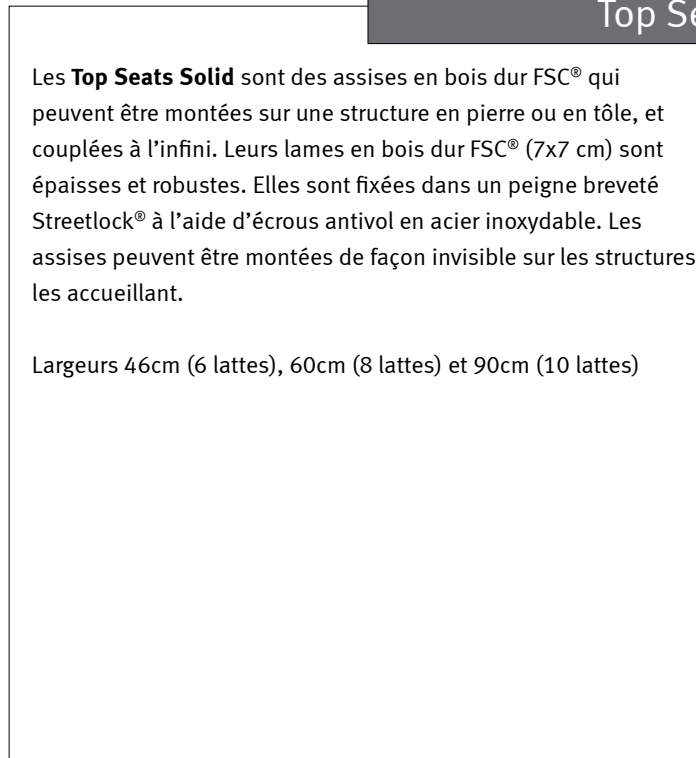 Top Se
Les Top Seats Solid sont des assises en bois dur FSC® qui
peuvent être montées sur une structure en pierre ou en tôle, et
couplées à l’infini. Leurs lames en bois dur FSC® (7x7 cm) sont
épaisses et robustes. Elles sont fixées dans un peigne breveté
Streetlock® à l’aide d’écrous antivol en acier inoxydable. Les
assises peuvent être montées de façon invisible sur les structures
les accueillant.
Largeurs 46cm (6 lattes), 60cm (8 lattes) et 90cm (10 lattes)